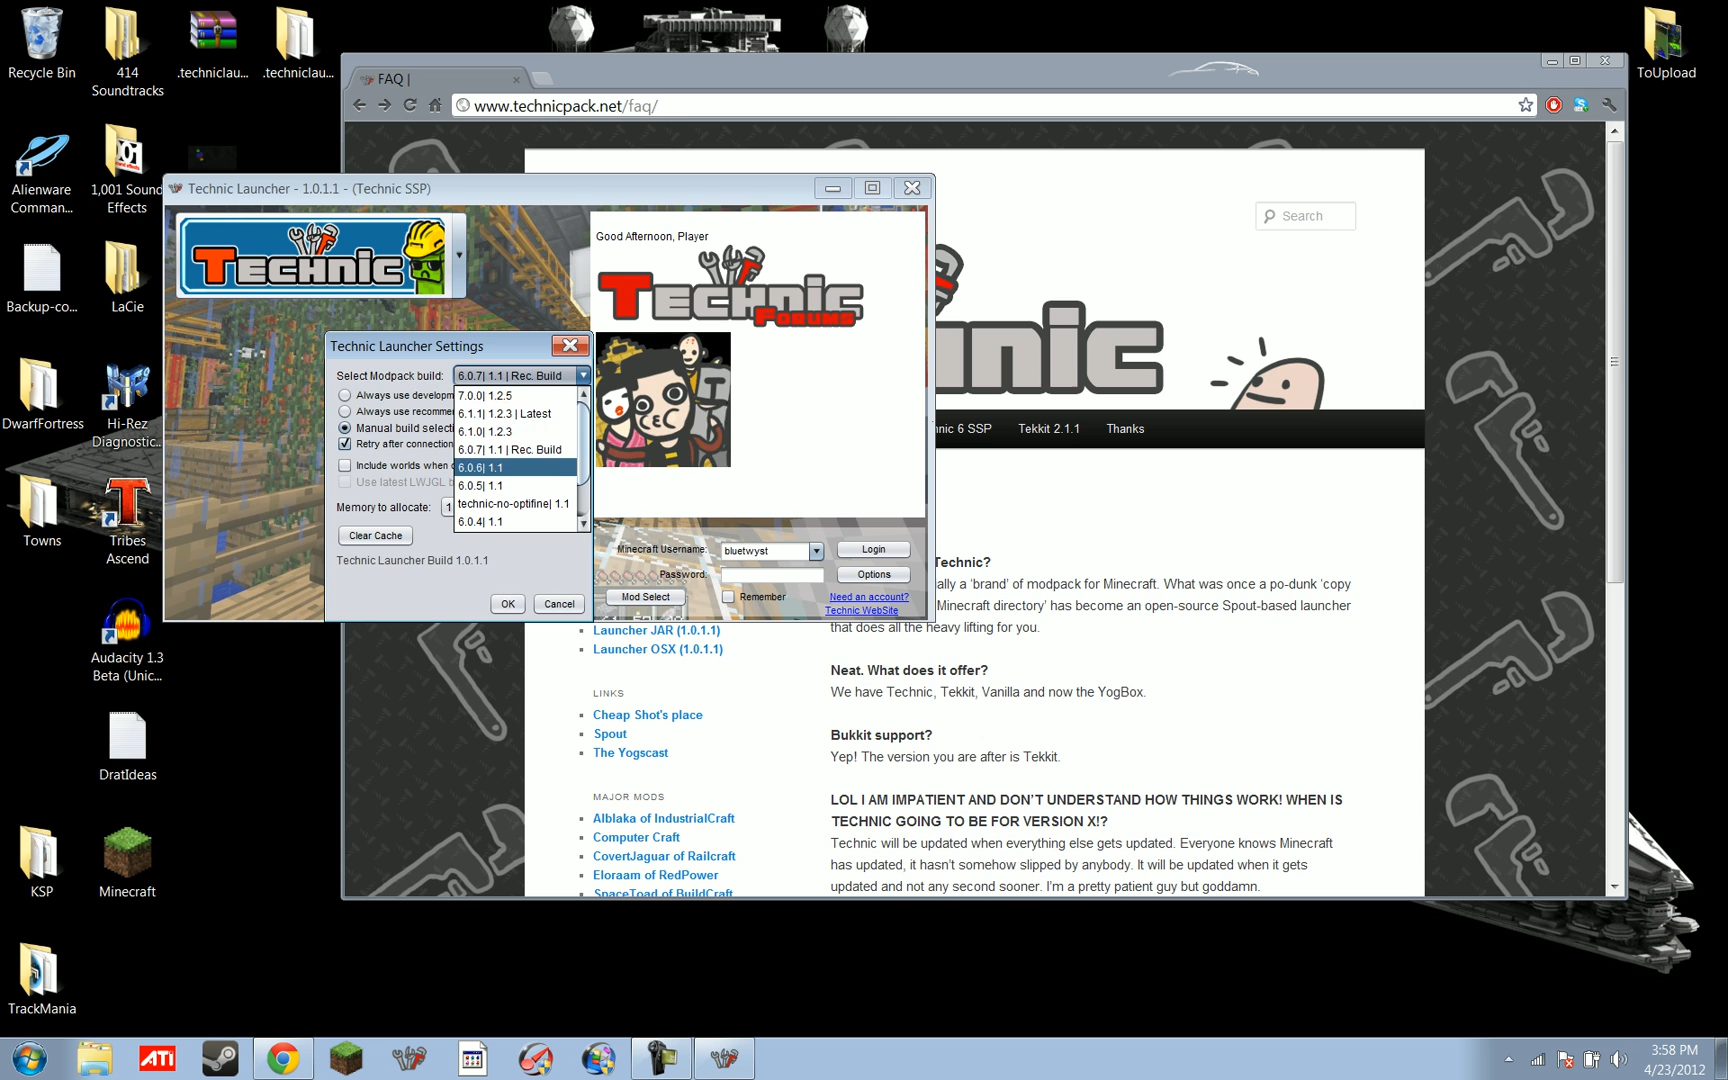 Recycle Bin
414
Soundtracks
.techniclau...
.techniclau...
ToUpload
Alienware
Comman...
1,001 Sound
Effects
Backup-co...
LaCie
DwarfFortress
Hi-Rez
Diagnostic...
Towns
Tribes
Ascend
Audacity 1.3
Beta (Unic...
DratIdeas
KSP
Minecraft
TrackMania
FAQ |
www.technicpack.net/faq/
Search
nic
nnic 6 SSP
Tekkit 2.1.1
Thanks
Technic Launcher - 1.0.1.1 - (Technic SSP)
TECHNIC
Good Afternoon, Player
TECHNIC
FORUMS
Technic Launcher Settings
Select Modpack build:
6.0.7| 1.1 | Rec. Build
Always use developm
Always use recomme
Manual build selecti
Retry after connection
Include worlds when
Use latest LWJGL b
Memory to allocate:
1
Clear Cache
Technic Launcher Build 1.0.1.1
OK
Cancel
7.0.0| 1.2.5
6.1.1| 1.2.3 | Latest
6.1.0| 1.2.3
6.0.7| 1.1 | Rec. Build
6.0.6| 1.1
6.0.5| 1.1
technic-no-optifine| 1.1
6.0.4| 1.1
Minecraft Username:
bluetwyst
Login
Password:
Options
Mod Select
Remember
Need an account?
Technic WebSite
Launcher JAR (1.0.1.1)
Launcher OSX (1.0.1.1)
LINKS
Cheap Shot's place
Spout
The Yogscast
MAJOR MODS
Alblaka of IndustrialCraft
Computer Craft
CovertJaguar of Railcraft
Eloraam of RedPower
SpaceToad of BuildCraft
Technic?
ally a ‘brand’ of modpack for Minecraft. What was once a po-dunk ‘copy
Minecraft directory’ has become an open-source Spout-based launcher
that does all the heavy lifting for you.
Neat. What does it offer?
We have Technic, Tekkit, Vanilla and now the YogBox.
Bukkit support?
Yep! The version you are after is Tekkit.
LOL I AM IMPATIENT AND DON’T UNDERSTAND HOW THINGS WORK! WHEN IS
TECHNIC GOING TO BE FOR VERSION X!?
Technic will be updated when everything else gets updated. Everyone knows Minecraft
has updated, it hasn’t somehow slipped by anybody. It will be updated when it gets
updated and not any second sooner. I’m a pretty patient guy but goddamn.
ATI
3:58 PM
4/23/2012